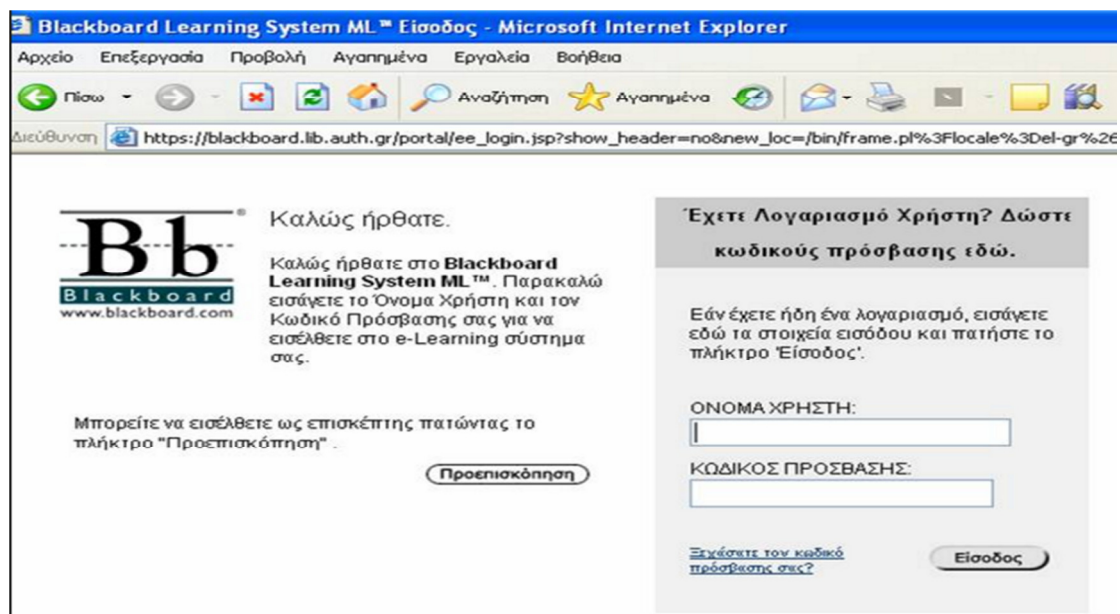 Blackboard Learning System ML™ Είσοδος - Microsoft Internet Explorer
Αρχείο Επεξεργασία Προβολή Αγαπημένα Εργαλεία Βοήθεια
Πίσω Αναζήτηση Αγαπημένα
Διεύθυνση https://blackboard.lib.auth.gr/portal/ee_login.jsp?show_header=no&new_loc=/bin/frame.pl%3Flocale%3Del-gr%26
Bb®
Blackboard
www.blackboard.com
Καλώς ήρθατε.
Καλώς ήρθατε στο Blackboard
Learning System ML™. Παρακαλώ
εισάγετε το Όνομα Χρήστη και τον
Κωδικό Πρόσβασης σας για να
εισέλθετε στο e-Learning σύστημα
σας.
Μπορείτε να εισέλθετε ως επισκέπτης πατώντας το
πλήκτρο "Προεπισκόπηση" .
Προεπισκόπηση
Έχετε Λογαριασμό Χρήστη? Δώστε
κωδικούς πρόσβασης εδώ.
Εάν έχετε ήδη ένα λογαριασμό, εισάγετε
εδώ τα στοιχεία εισόδου και πατήστε το
πλήκτρο 'Είσοδος'.
ΟΝΟΜΑ ΧΡΗΣΤΗ:
ΚΩΔΙΚΟΣ ΠΡΟΣΒΑΣΗΣ:
Ξεχάσατε τον κωδικό
πρόσβασης σας?
Είσοδος